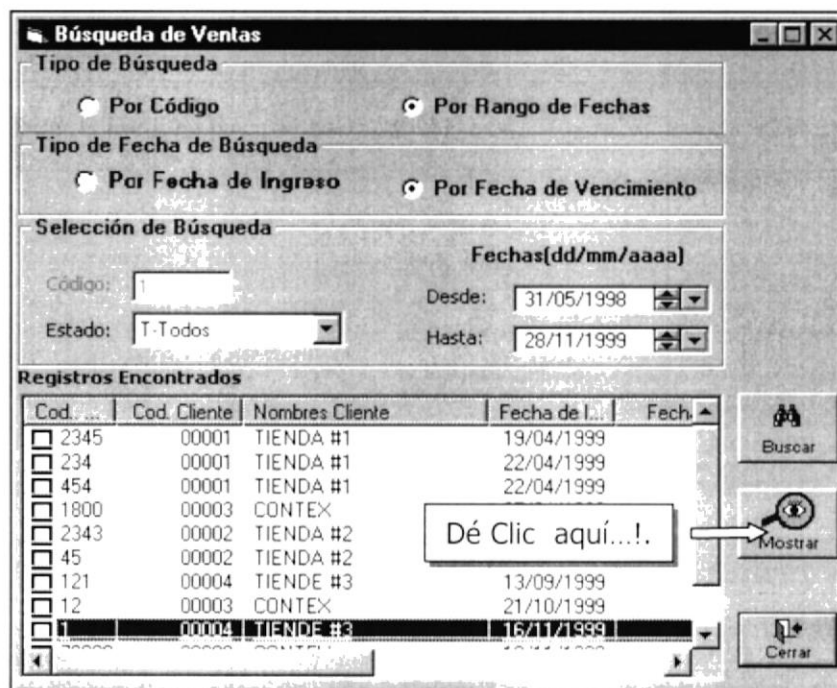 Búsqueda de Ventas
Tipo de Búsqueda
Por Código Por Rango de Fechas
Tipo de Fecha de Búsqueda
Por Fecha de Ingreso Por Fecha de Vencimiento
Selección de Búsqueda
Fechas(dd/mm/aaaa)
Código: 1
Desde: 31/05/1998
Estado: T-Todos
Hasta: 28/11/1999
Registros Encontrados
Cod. ... Cod. Cliente Nombres Cliente Fecha de I... Fech
2345 00001 TIENDA #1 19/04/1999
Buscar
234 00001 TIENDA #1 22/04/1999
454 00001 TIENDA #1 22/04/1999
1800 00003 CONTEX
2343 00002 TIENDA #2
Dé Clic aquí...!.
Mostrar
45 00002 TIENDA #2
121 00004 TIENDE #3 13/09/1999
12 00003 CONTEX 21/10/1999
1 00004 TIENDE #3 16/11/1999
Cerrar